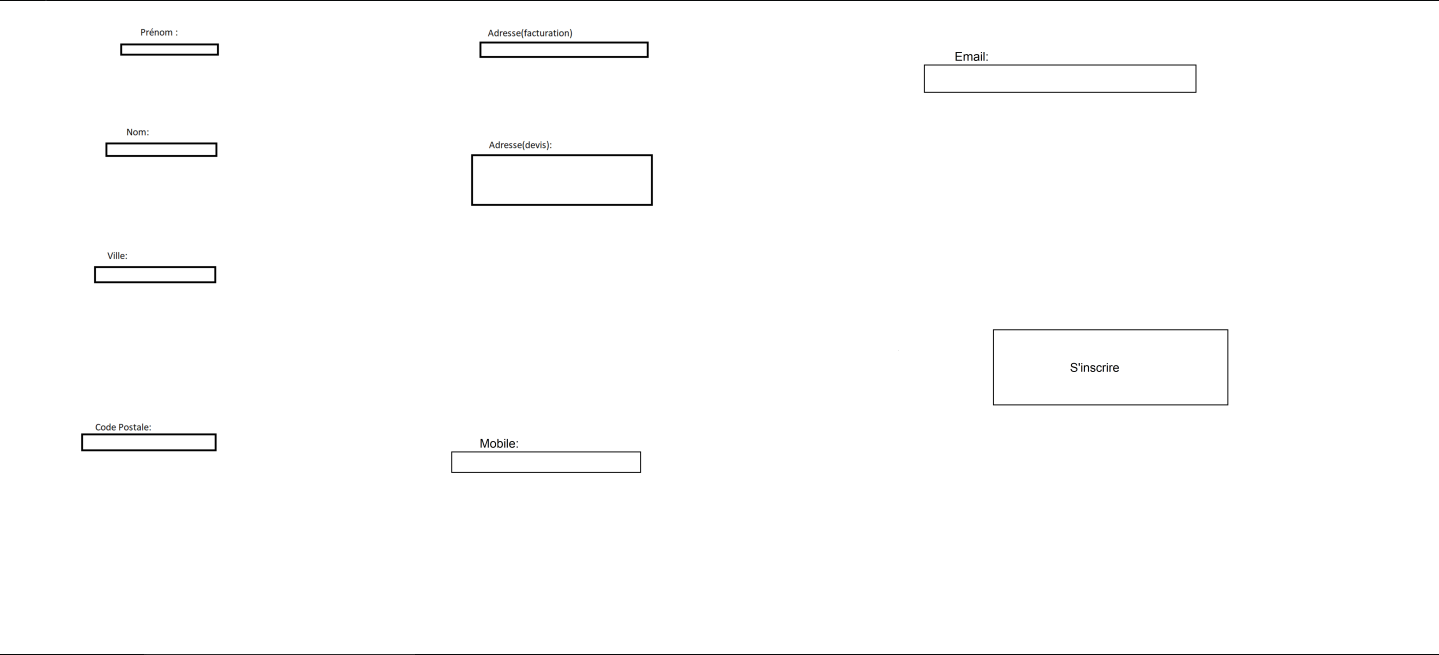 Prénom :
Adresse(facturation)
Email:
Nom:
Adresse(devis):
Ville:
S'inscrire
Code Postale:
Mobile: